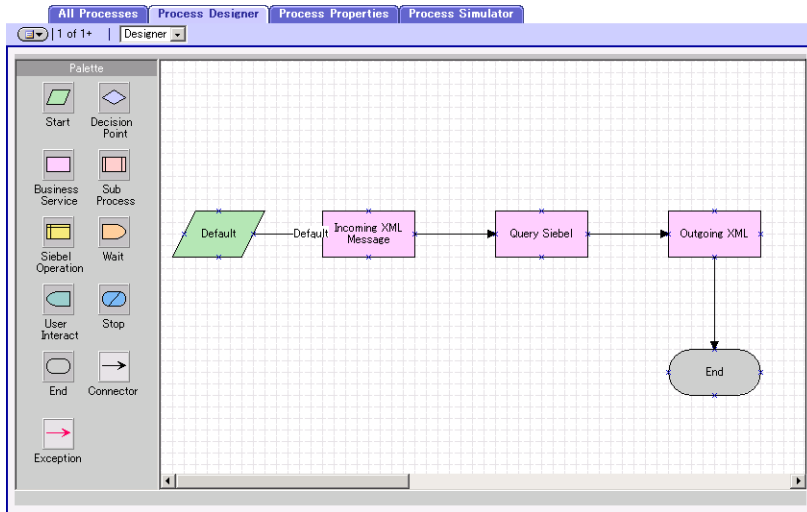 All Processes
Process Designer
Process Properties
Process Simulator
1 of 1+
Designer
Palette
Start
Decision
Point
Business
Service
Sub
Process
Siebel
Operation
Wait
User
Interact
Stop
End
Connector
Exception
Default
Default
Incoming XML
Message
Query Siebel
Outgoing XML
End